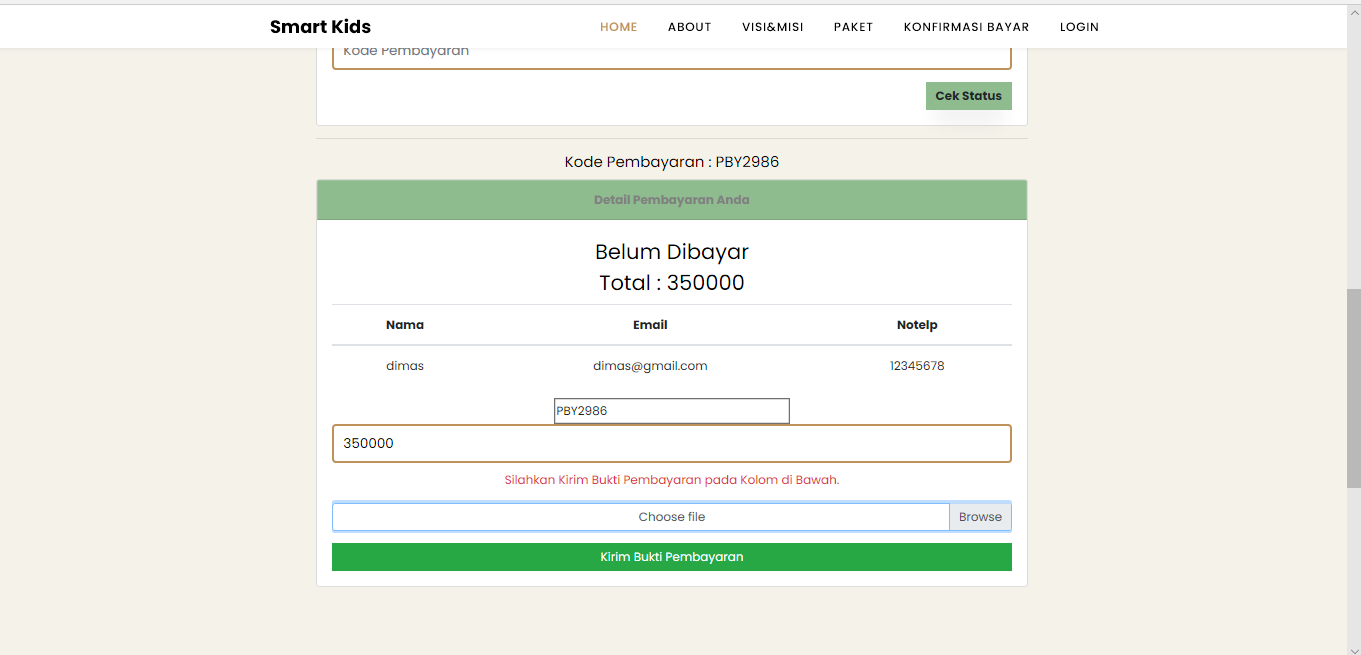 Smart Kids HOME ABOUT VISI&MISI PAKET KONFIRMASI BAYAR LOGIN
Kode Pembayaran
Cek Status
Kode Pembayaran : PBY2986
Detail Pembayaran Anda
Belum Dibayar
Total : 350000
Nama Email Notelp
dimas dimas@gmail.com 12345678
PBY2986
350000
Silahkan Kirim Bukti Pembayaran pada Kolom di Bawah.
Choose file Browse
Kirim Bukti Pembayaran